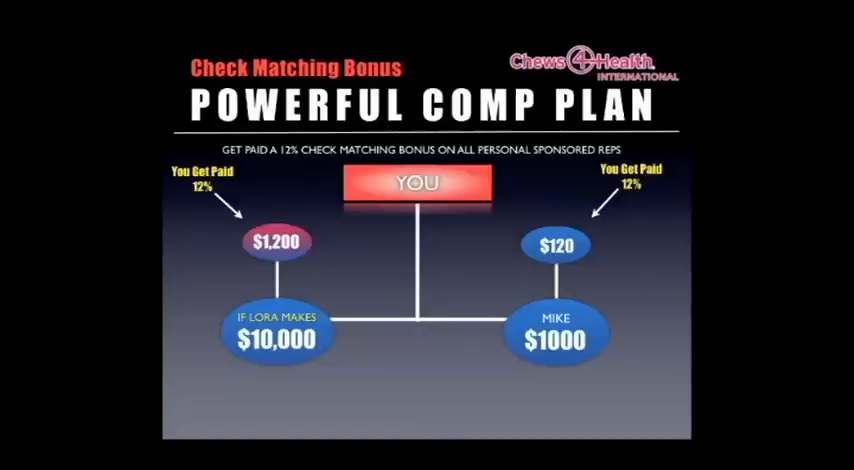 Check Matching Bonus
Chews4Health
INTERNATIONAL
POWERFUL COMP PLAN
GET PAID A 12% CHECK MATCHING BONUS ON ALL PERSONAL SPONSORED REPS
You Get Paid
12%
YOU
You Get Paid
12%
$1,200
$120
IF LORA MAKES
$10,000
MIKE
$1000